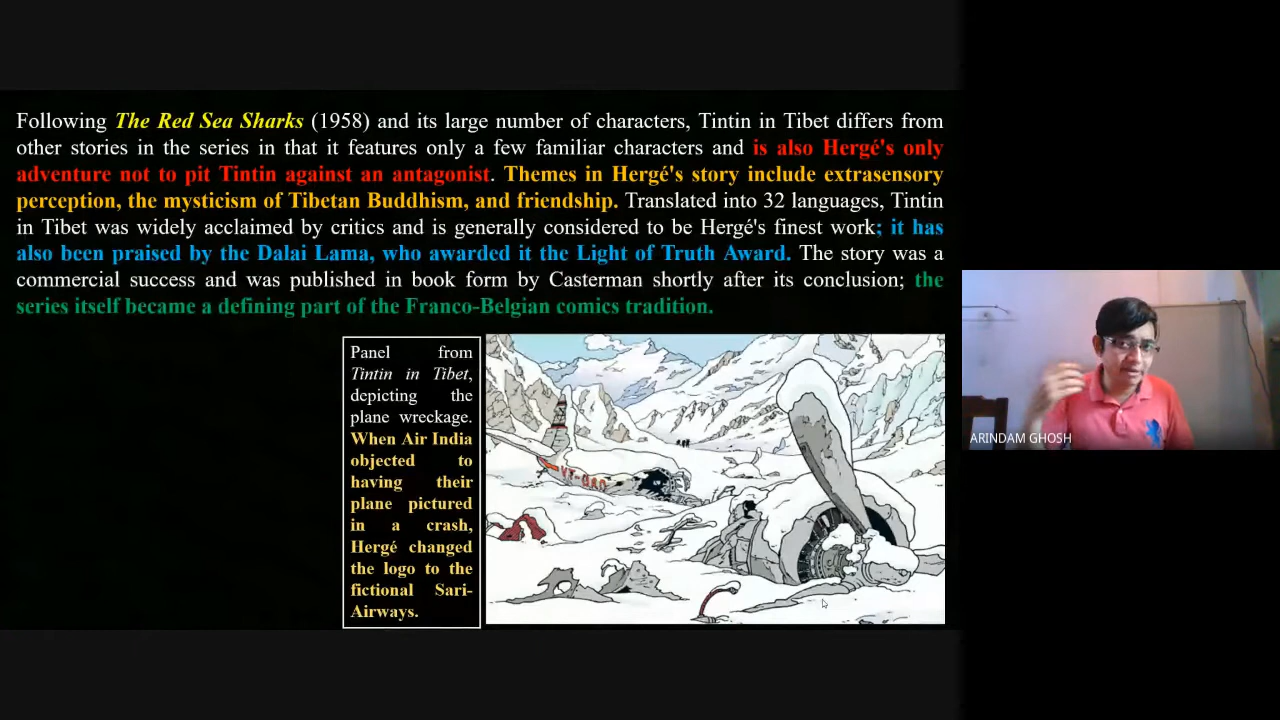 Following The Red Sea Sharks (1958) and its large number of characters, Tintin in Tibet differs from
other stories in the series in that it features only a few familiar characters and is also Hergé's only
adventure not to pit Tintin against an antagonist. Themes in Hergé's story include extrasensory
perception, the mysticism of Tibetan Buddhism, and friendship. Translated into 32 languages, Tintin
in Tibet was widely acclaimed by critics and is generally considered to be Hergé's finest work; it has
also been praised by the Dalai Lama, who awarded it the Light of Truth Award. The story was a
commercial success and was published in book form by Casterman shortly after its conclusion; the
series itself became a defining part of the Franco-Belgian comics tradition.
Panel from
Tintin in Tibet,
depicting the
plane wreckage.
When Air India
objected to
having their
plane pictured
in a crash,
Hergé changed
the logo to the
fictional Sari-
Airways.
ARINDAM GHOSH